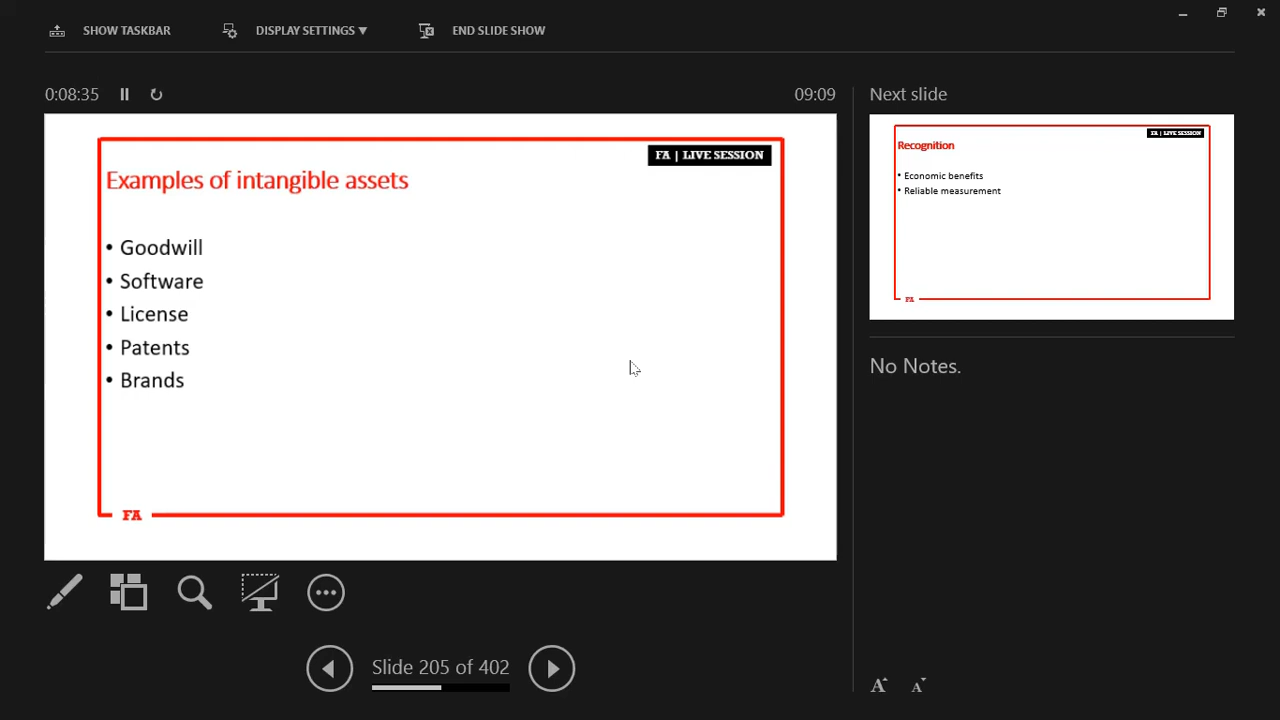 SHOW TASKBAR
DISPLAY SETTINGS ▼
END SLIDE SHOW
0:08:35
09:09
FA | LIVE SESSION
Examples of intangible assets
• Goodwill
• Software
• License
• Patents
• Brands
FA
Slide 205 of 402
Next slide
FA | LIVE SESSION
Recognition
• Economic benefits
• Reliable measurement
FA
No Notes.
A A